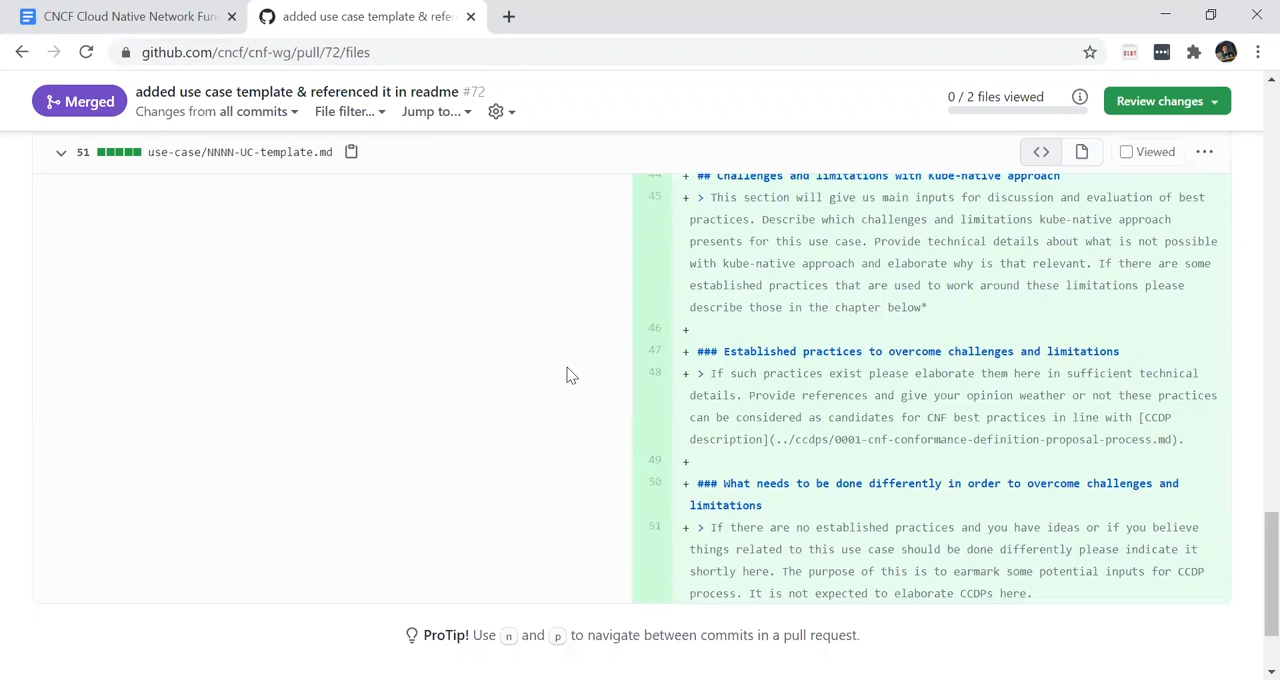 CNCF Cloud Native Network Fun
added use case template & refere
github.com/cncf/cnf-wg/pull/72/files
Merged
added use case template & referenced it in readme #72
Changes from all commits
File filter...
Jump to...
0 / 2 files viewed
Review changes
51
use-case/NNNN-UC-template.md
Viewed
44 + ## Challenges and limitations with kube-native approach
45 + > This section will give us main inputs for discussion and evaluation of best
practices. Describe which challenges and limitations kube-native approach
presents for this use case. Provide technical details about what is not possible
with kube-native approach and elaborate why is that relevant. If there are some
established practices that are used to work around these limitations please
describe those in the chapter below*
46 +
47 + ### Established practices to overcome challenges and limitations
48 + > If such practices exist please elaborate them here in sufficient technical
details. Provide references and give your opinion weather or not these practices
can be considered as candidates for CNF best practices in line with [CCDP
description](../ccdps/0001-cnf-conformance-definition-proposal-process.md).
49 +
50 + ### What needs to be done differently in order to overcome challenges and
limitations
51 + > If there are no established practices and you have ideas or if you believe
things related to this use case should be done differently please indicate it
shortly here. The purpose of this is to earmark some potential inputs for CCDP
process. It is not expected to elaborate CCDPs here.
ProTip! Use n and p to navigate between commits in a pull request.